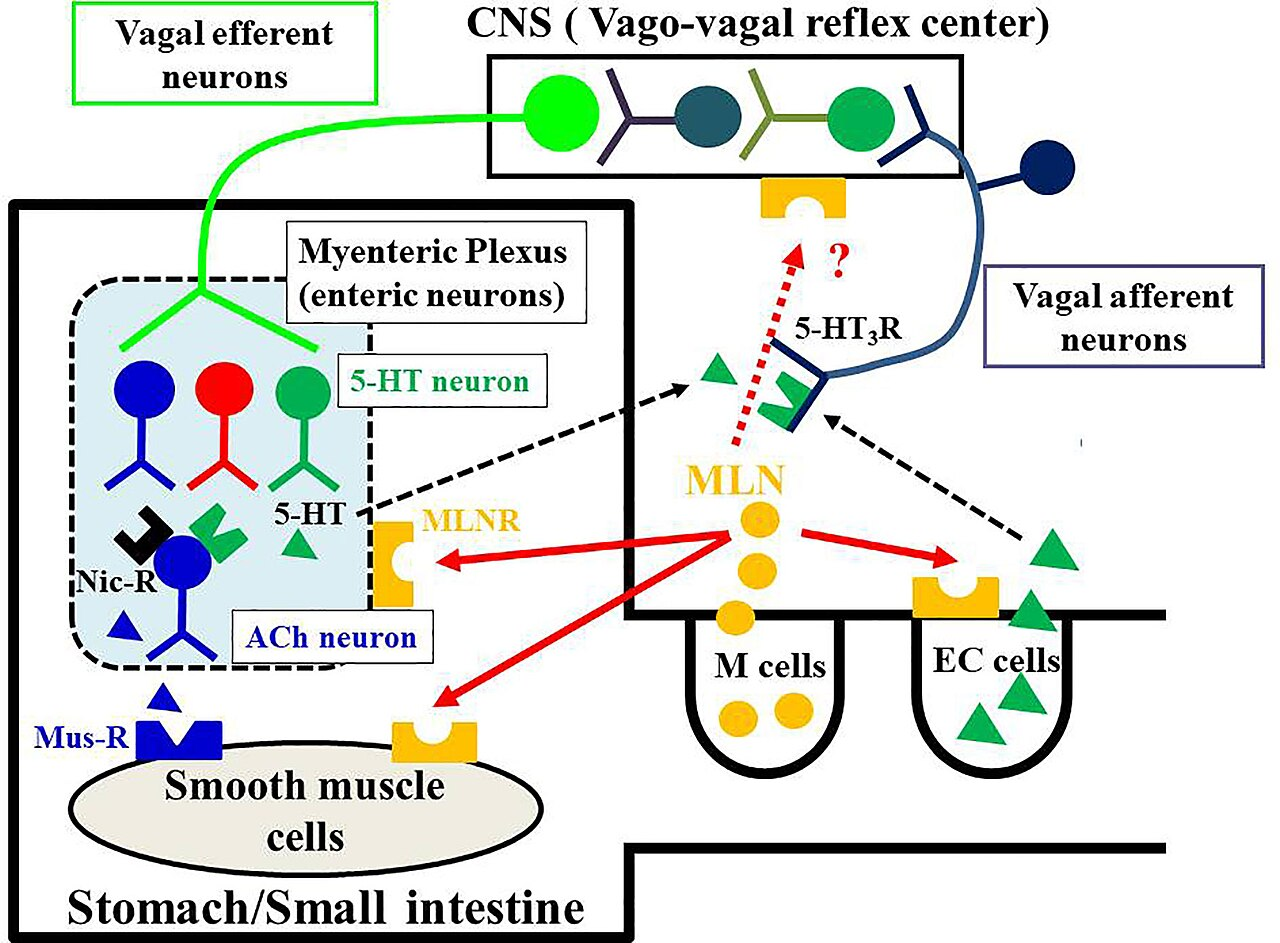 CNS ( Vago-vagal reflex center)
Vagal efferent
neurons
Myenteric Plexus
(enteric neurons)
?
Vagal afferent
neurons
5-HT₃R
5-HT neuron
MLN
5-HT
MLNR
Nic-R
ACh neuron
M cells
EC cells
Mus-R
Smooth muscle
cells
Stomach/Small intestine